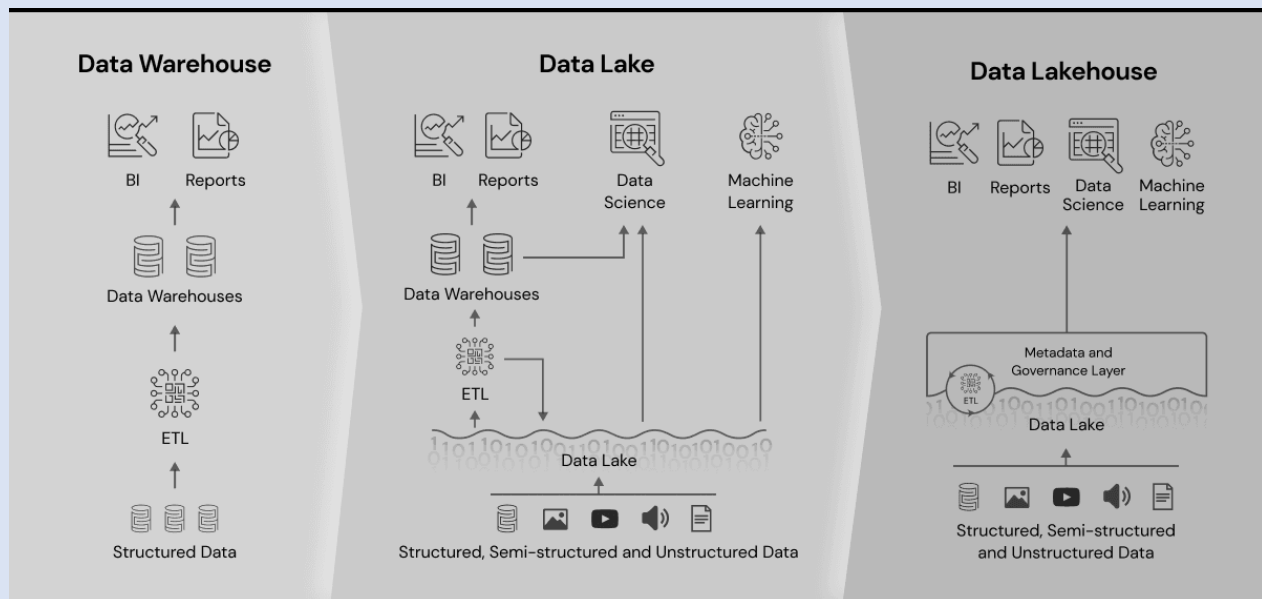 Data Warehouse
BI
Reports
Data Warehouses
ETL
Structured Data
Data Lake
BI
Reports
Data
Science
Machine
Learning
Data Warehouses
ETL
Data Lake
Structured, Semi-structured and Unstructured Data
Data Lakehouse
BI
Reports
Data
Science
Machine
Learning
Metadata and
Governance Layer
ETL
Data Lake
Structured, Semi-structured
and Unstructured Data